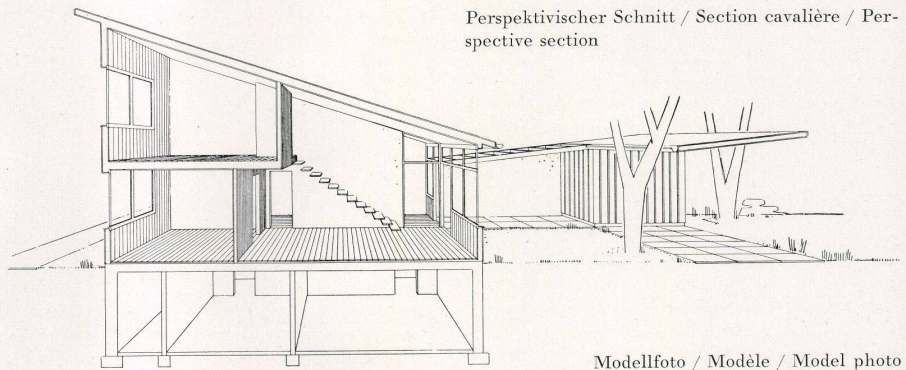 Perspektivischer Schnitt / Section cavalière / Per-
spective section
Modellfoto / Modèle / Model photo